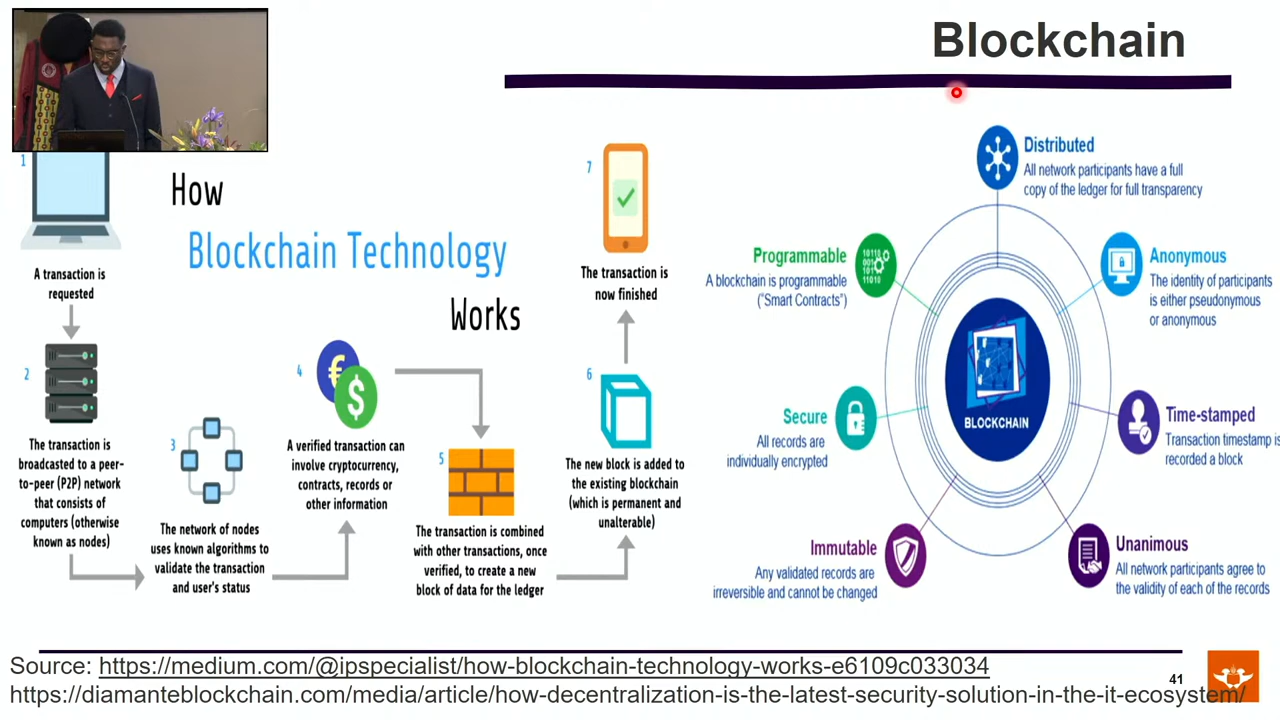 Blockchain
1
A transaction is
requested
2
The transaction is
broadcasted to a peer-
to-peer (P2P) network
that consists of
computers (otherwise
known as nodes)
How
Blockchain Technology
Works
3
The network of nodes
uses known algorithms to
validate the transaction
and user's status
4
€
$
A verified transaction can
involve cryptocurrency,
contracts, records or
other information
5
The transaction is combined
with other transactions, once
verified, to create a new
block of data for the ledger
6
The new block is added to
the existing blockchain
(which is permanent and
unalterable)
7
The transaction is
now finished
Distributed
All network participants have a full
copy of the ledger for full transparency
Programmable
A blockchain is programmable
("Smart Contracts")
Anonymous
The identity of participants
is either pseudonymous
or anonymous
Secure
All records are
individually encrypted
BLOCKCHAIN
Time-stamped
Transaction timestamp is
recorded a block
Immutable
Any validated records are
irreversible and cannot be changed
Unanimous
All network participants agree to
the validity of each of the records
Source: https://medium.com/@ipspecialist/how-blockchain-technology-works-e6109c033034
https://diamanteblockchain.com/media/article/how-decentralization-is-the-latest-security-solution-in-the-it-ecosystem/
41